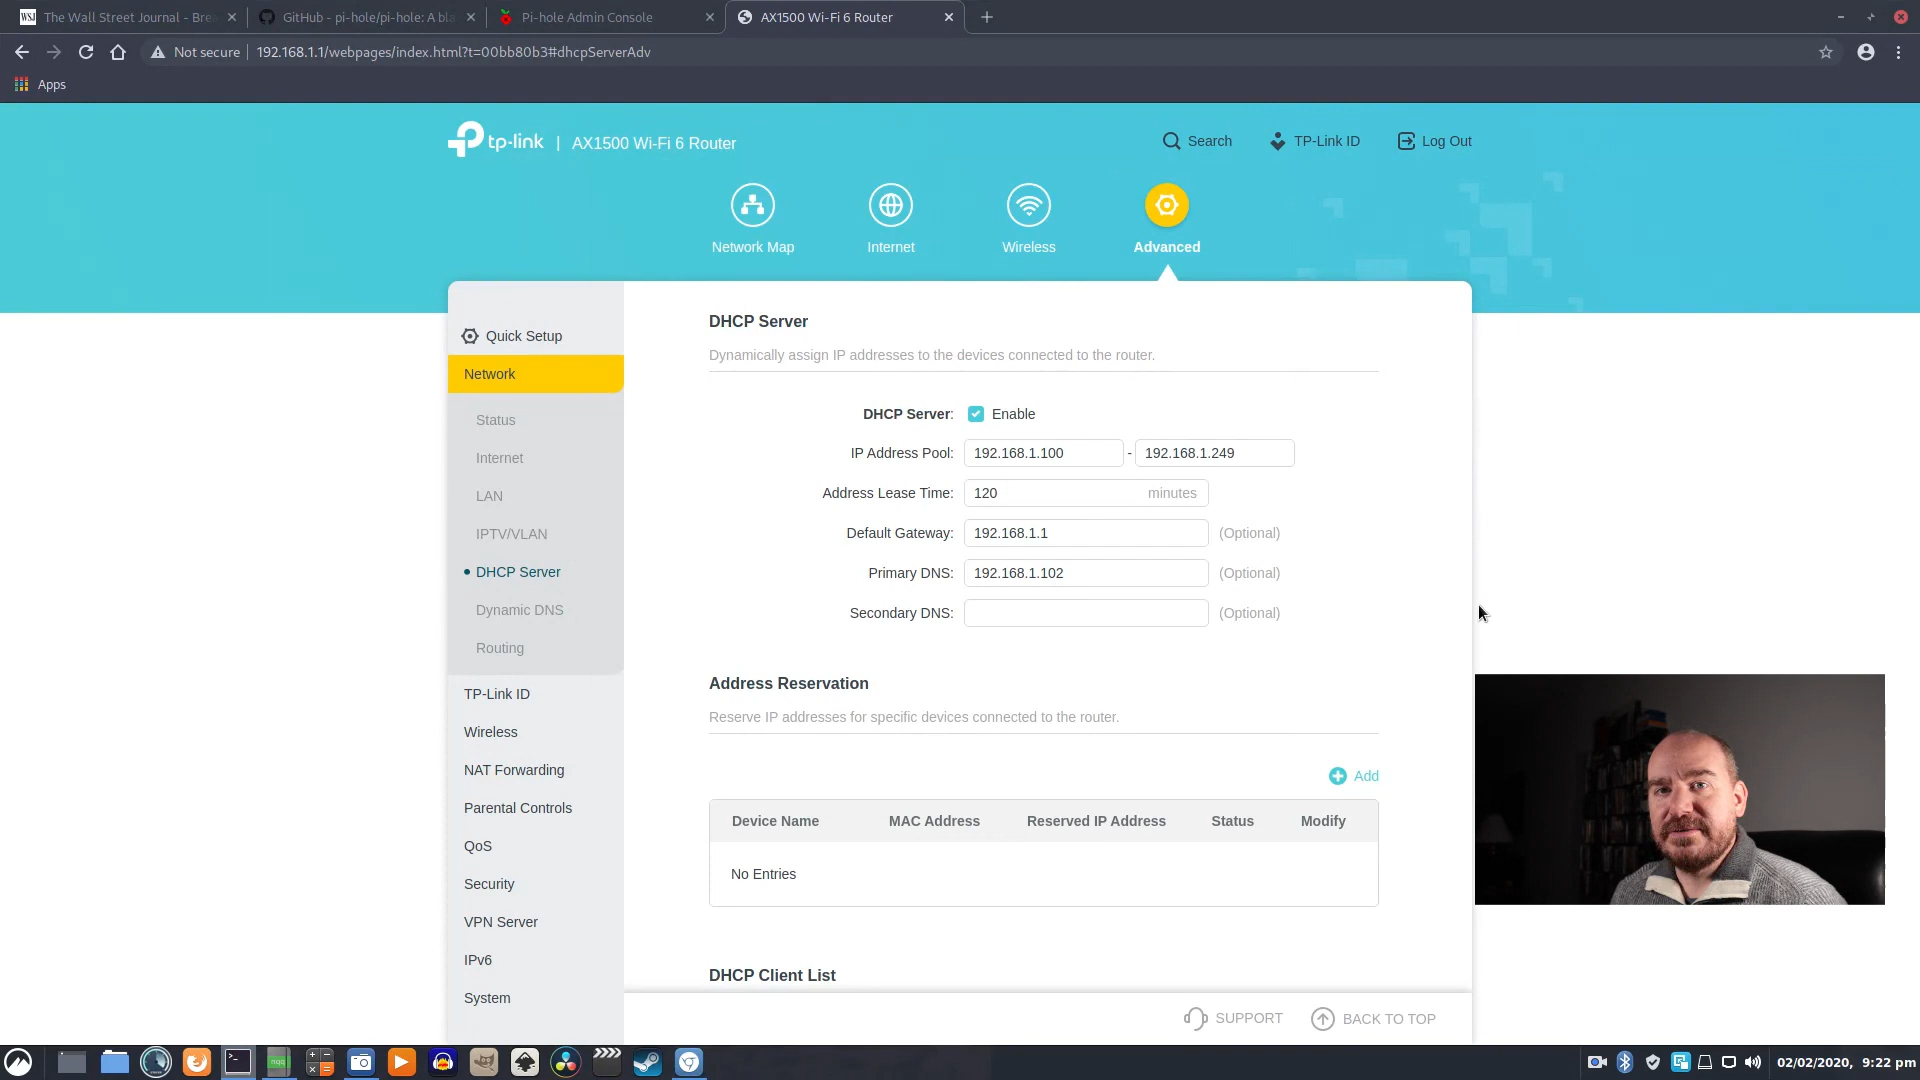 WSJ The Wall Street Journal - Bre
GitHub - pi-hole/pi-hole: A bla
Pi-hole Admin Console
AX1500 Wi-Fi 6 Router
Not secure 192.168.1.1/webpages/index.html?t=00bb80b3#dhcpServerAdv
Apps
tp-link | AX1500 Wi-Fi 6 Router
Search
TP-Link ID
Log Out
Network Map
Internet
Wireless
Advanced
Quick Setup
Network
Status
Internet
LAN
IPTV/VLAN
DHCP Server
Dynamic DNS
Routing
TP-Link ID
Wireless
NAT Forwarding
Parental Controls
QoS
Security
VPN Server
IPv6
System
DHCP Server
Dynamically assign IP addresses to the devices connected to the router.
DHCP Server: Enable
IP Address Pool: 192.168.1.100 - 192.168.1.249
Address Lease Time: 120 minutes
Default Gateway: 192.168.1.1 (Optional)
Primary DNS: 192.168.1.102 (Optional)
Secondary DNS: (Optional)
Address Reservation
Reserve IP addresses for specific devices connected to the router.
Add
Device Name MAC Address Reserved IP Address Status Modify
No Entries
DHCP Client List
SUPPORT
BACK TO TOP
nqq
02/02/2020, 9:22 pm